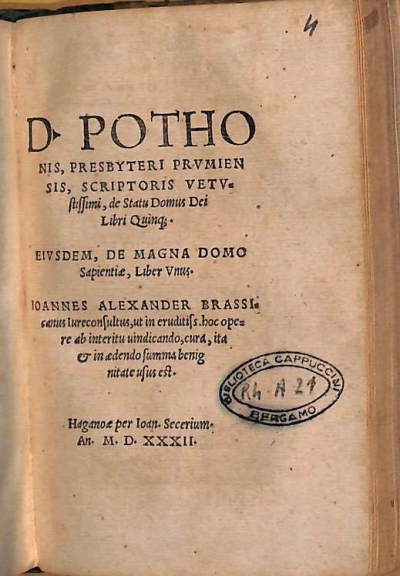 4
D. POTHO
NIS, PRESBYTERI PRVMIEN
SIS, SCRIPTORIS VETV=
stissimi, de Statu Domus Dei
Libri Quinq;.
EIVSDEM, DE MAGNA DOMO
Sapientiæ, Liber Vnus.
IOANNES ALEXANDER BRASSI.
canus Iureconsultus, ut in eruditiss. hoc ope=
re ab interitu uindicando, cura, ita
& in ædendo summa benig
nitate usus est.
BIBLIOTECA CAPPUCCINI
Rh-A 21
BERGAMO
Haganoæ per Ioan. Secerium.
An. M. D. XXXII.